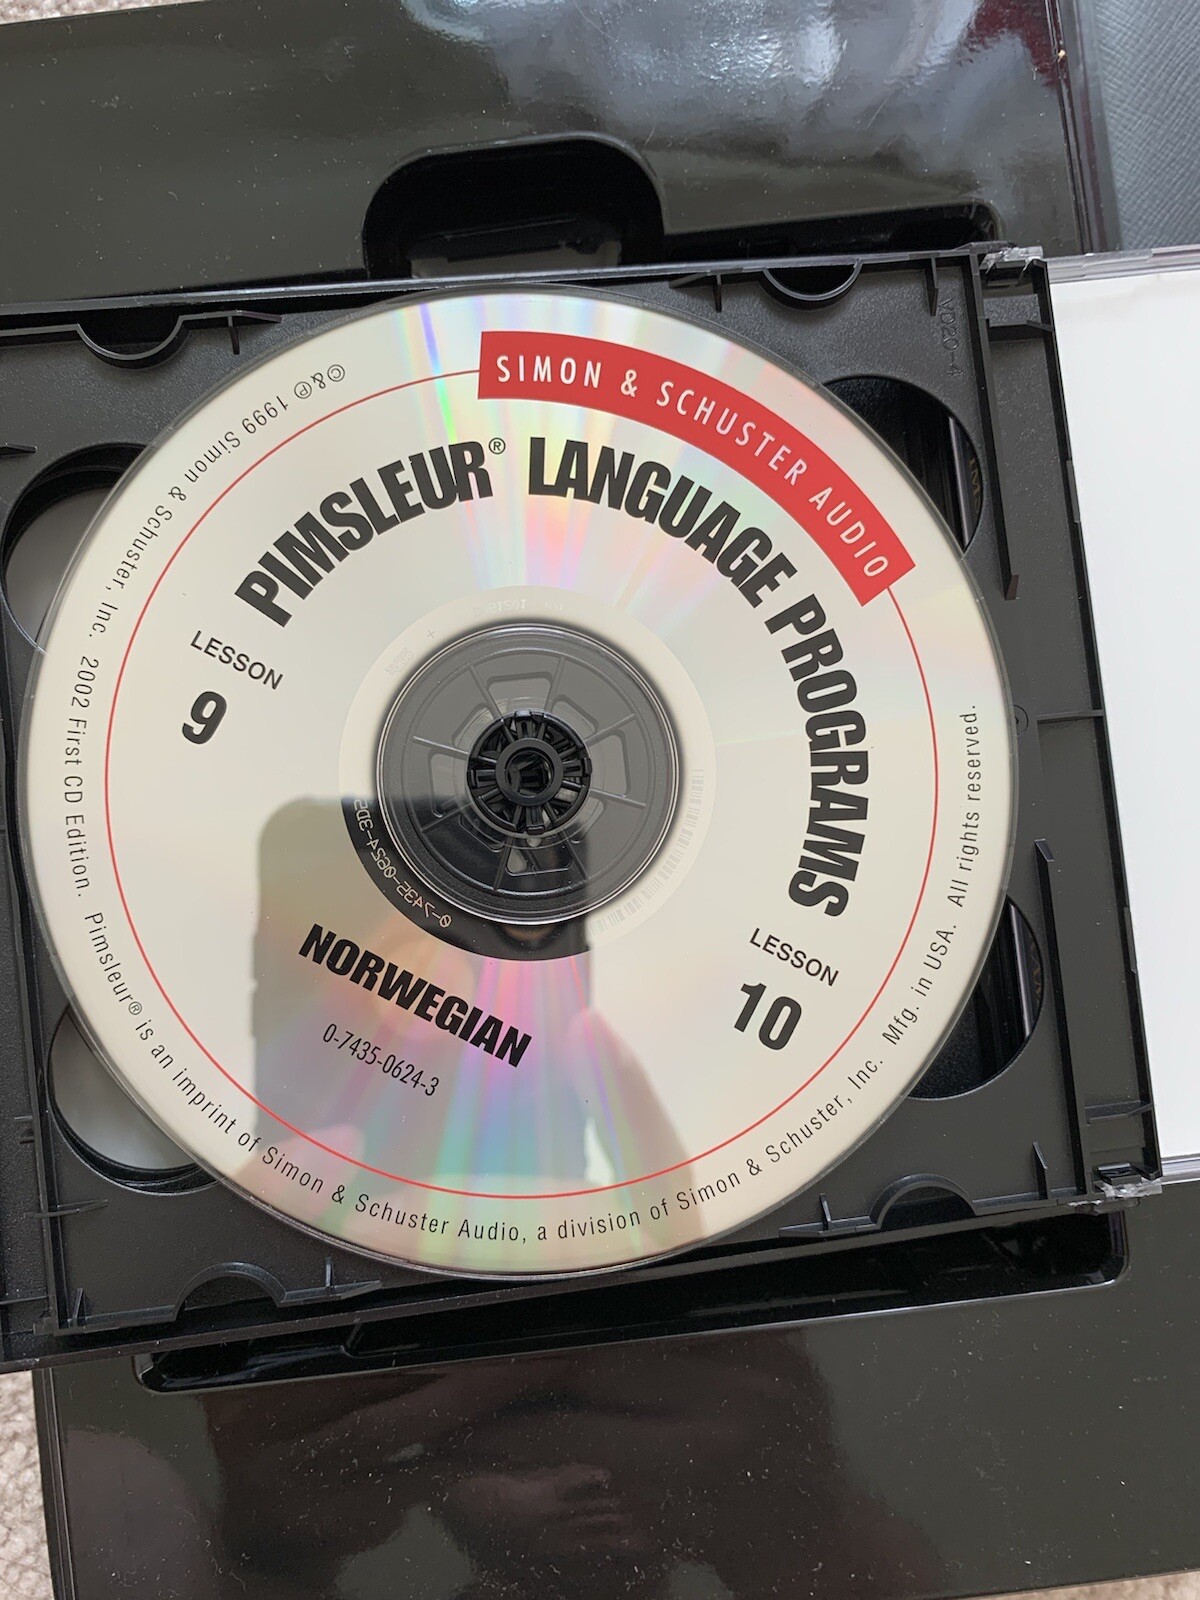 SIMON & SCHUSTER AUDIO
PIMSLEUR® LANGUAGE PROGRAMS
LESSON
9
LESSON
10
NORWEGIAN
0-7435-0624-3
©&℗ 1999 Simon & Schuster, Inc. 2002 First CD Edition. Pimsleur® is an imprint of Simon & Schuster Audio, a division of Simon & Schuster, Inc. Mfg. in USA. All rights reserved.